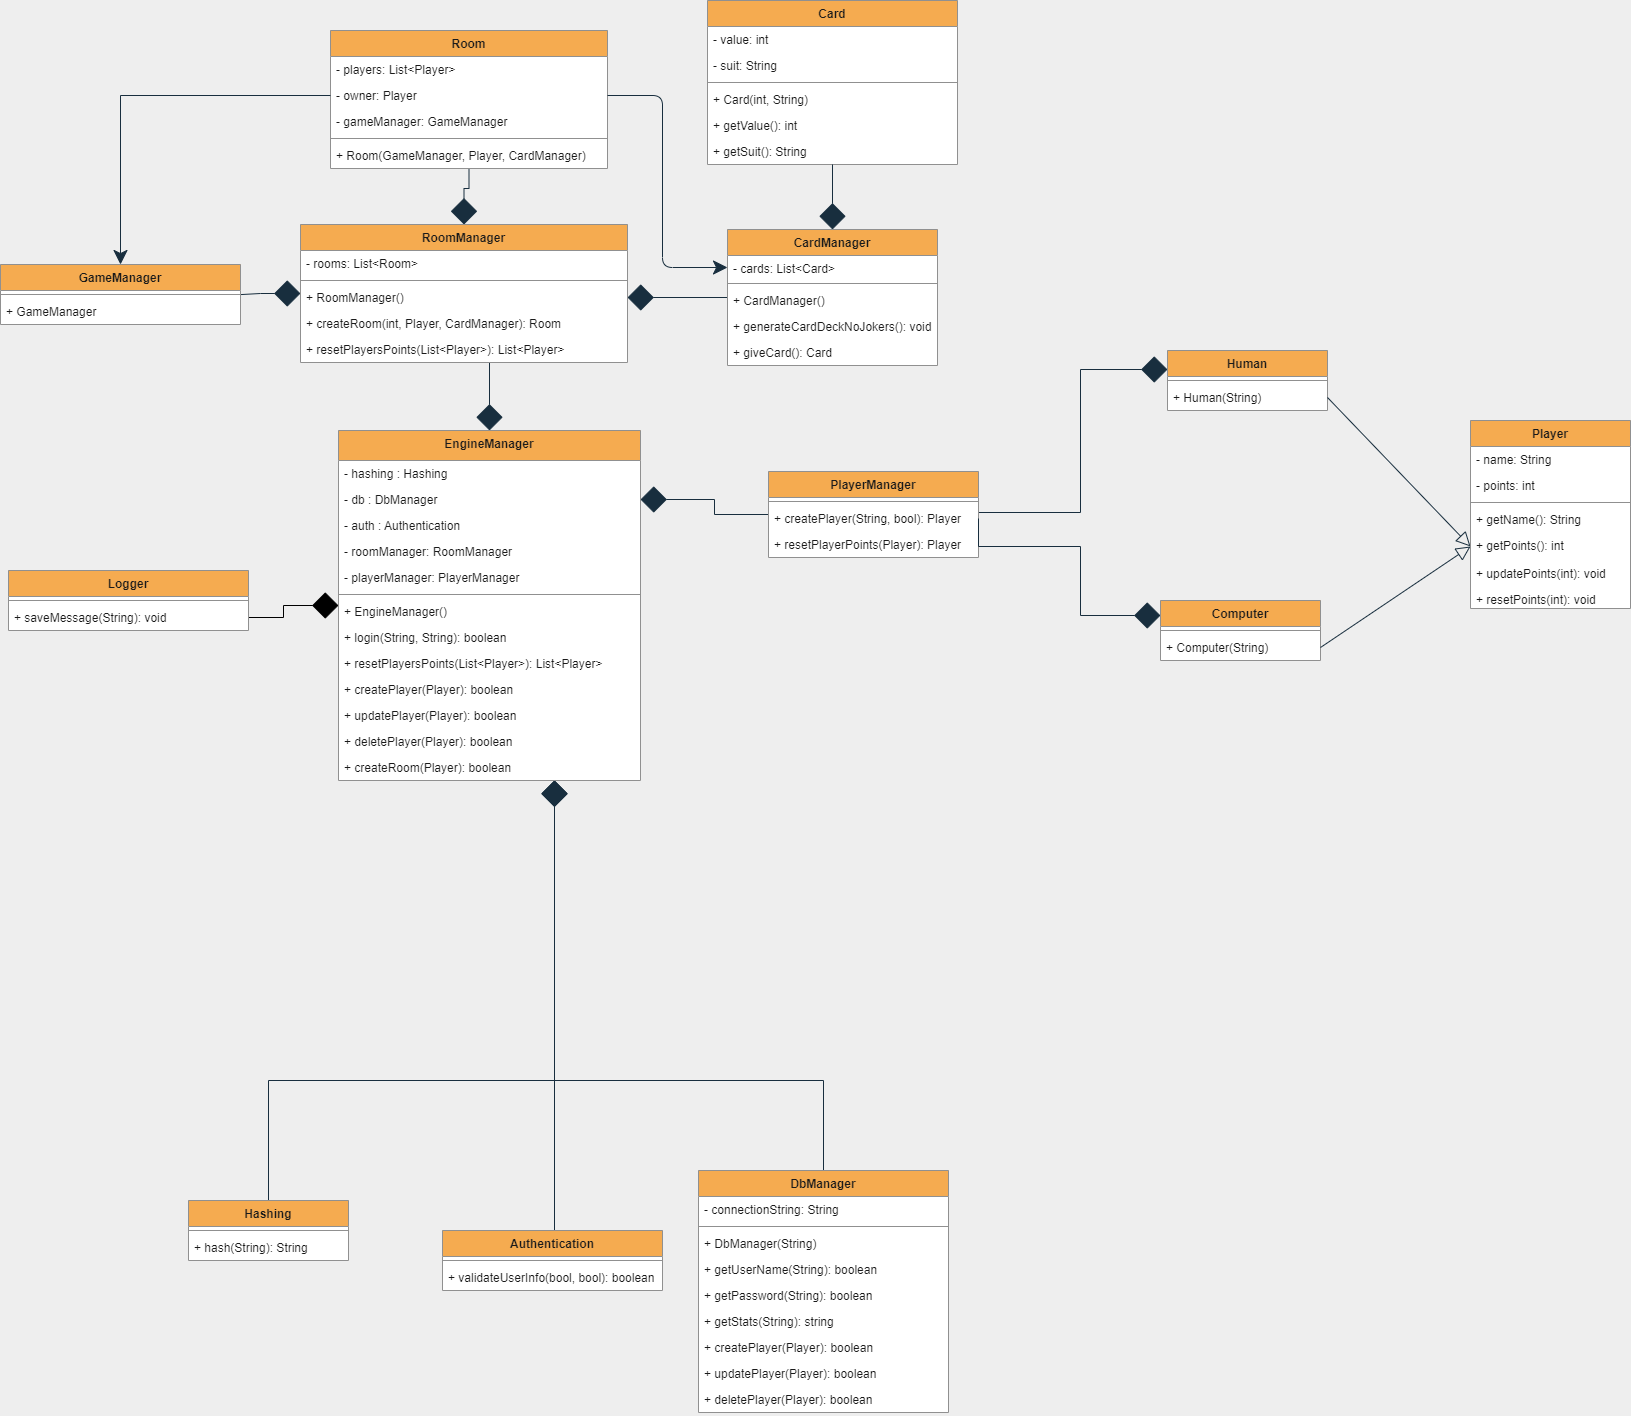 Card
- value: int
- suit: String
+ Card(int, String)
+ getValue(): int
+ getSuit(): String
Room
- players: List<Player>
- owner: Player
- gameManager: GameManager
+ Room(GameManager, Player, CardManager)
GameManager
+ GameManager
RoomManager
- rooms: List<Room>
+ RoomManager()
+ createRoom(int, Player, CardManager): Room
+ resetPlayersPoints(List<Player>): List<Player>
CardManager
- cards: List<Card>
+ CardManager()
+ generateCardDeckNoJokers(): void
+ giveCard(): Card
Human
+ Human(String)
Player
- name: String
- points: int
+ getName(): String
+ getPoints(): int
+ updatePoints(int): void
+ resetPoints(int): void
EngineManager
- hashing : Hashing
- db : DbManager
- auth : Authentication
- roomManager: RoomManager
- playerManager: PlayerManager
+ EngineManager()
+ login(String, String): boolean
+ resetPlayersPoints(List<Player>): List<Player>
+ createPlayer(Player): boolean
+ updatePlayer(Player): boolean
+ deletePlayer(Player): boolean
+ createRoom(Player): boolean
PlayerManager
+ createPlayer(String, bool): Player
+ resetPlayerPoints(Player): Player
Logger
+ saveMessage(String): void
Computer
+ Computer(String)
Hashing
+ hash(String): String
Authentication
+ validateUserInfo(bool, bool): boolean
DbManager
- connectionString: String
+ DbManager(String)
+ getUserName(String): boolean
+ getPassword(String): boolean
+ getStats(String): string
+ createPlayer(Player): boolean
+ updatePlayer(Player): boolean
+ deletePlayer(Player): boolean